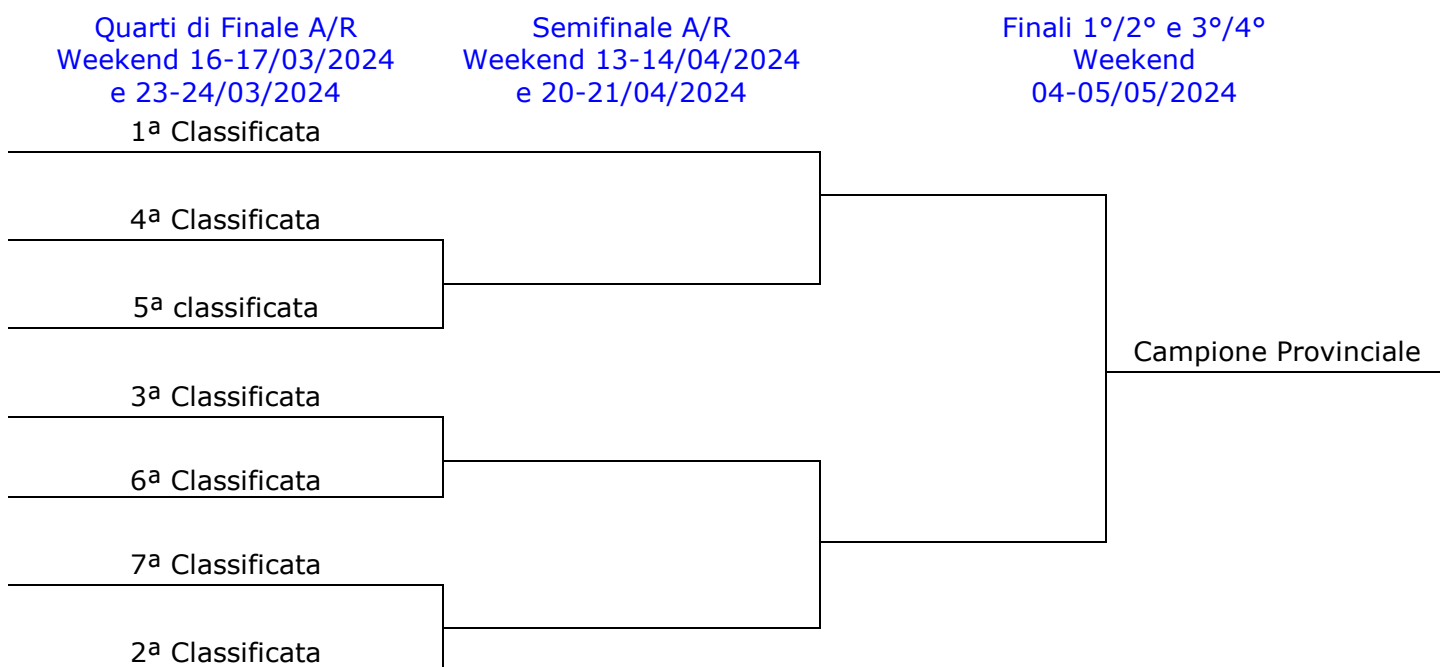 Quarti di Finale A/R
Weekend 16-17/03/2024
e 23-24/03/2024
Semifinale A/R
Weekend 13-14/04/2024
e 20-21/04/2024
Finali 1°/2° e 3°/4°
Weekend
04-05/05/2024
1ª Classificata
4ª Classificata
5ª classificata
3ª Classificata
6ª Classificata
7ª Classificata
2ª Classificata
Campione Provinciale